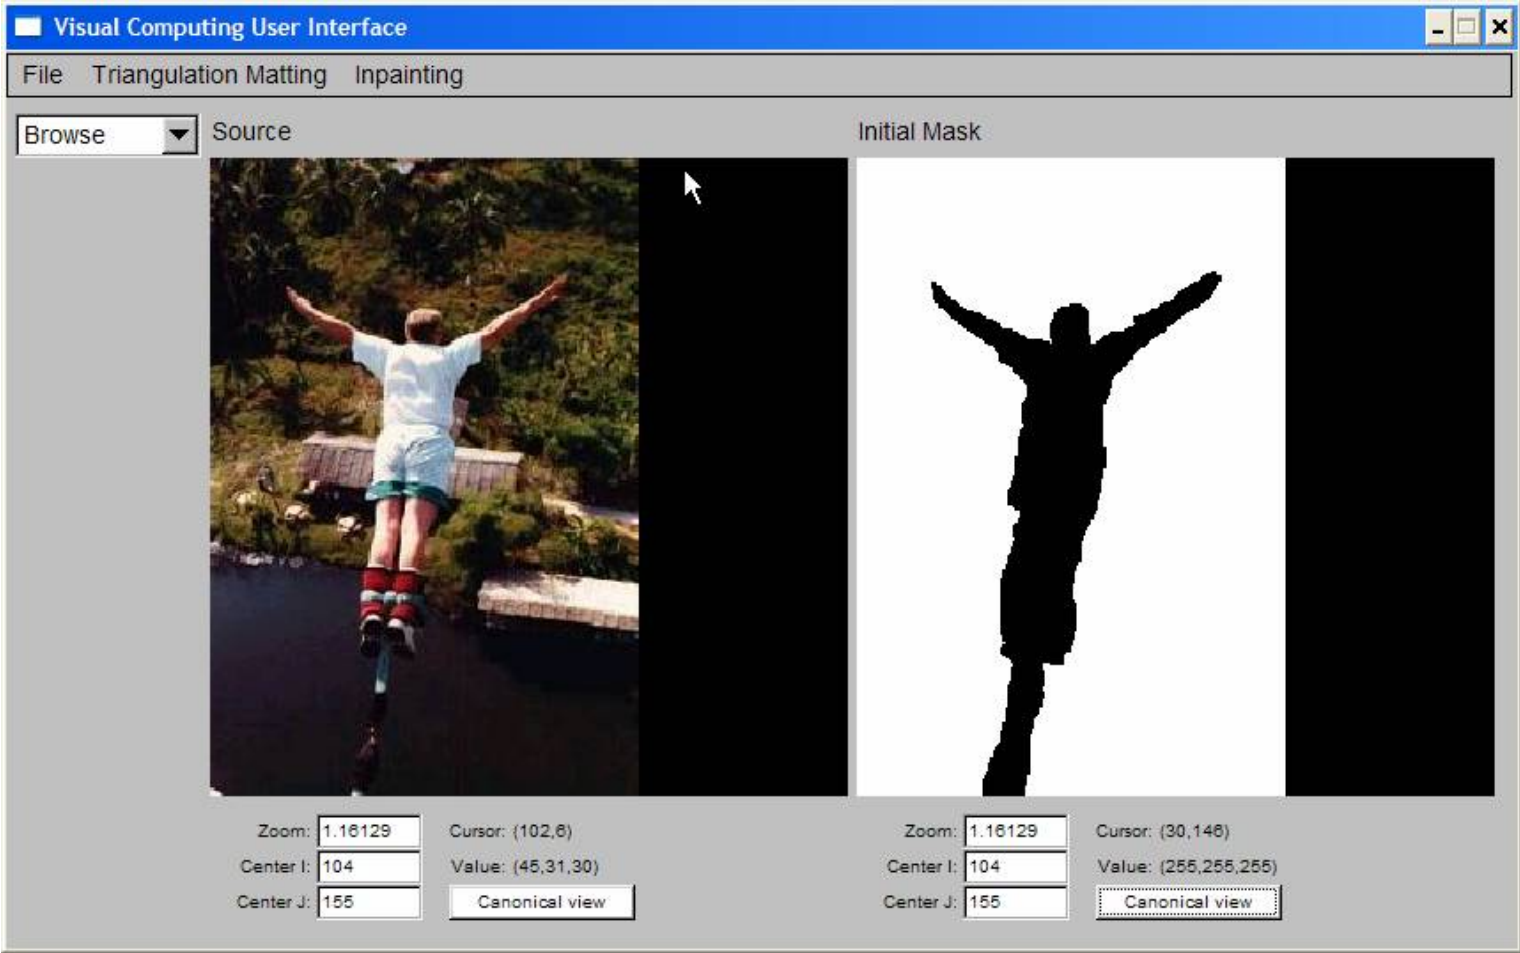 Visual Computing User Interface
File Triangulation Matting Inpainting
Browse Source Initial Mask
Zoom: 1.16129 Cursor: (102,6) Zoom: 1.16129 Cursor: (30,146)
Center I: 104 Value: (45,31,30) Center I: 104 Value: (255,255,255)
Center J: 155 Canonical view Center J: 155 Canonical view